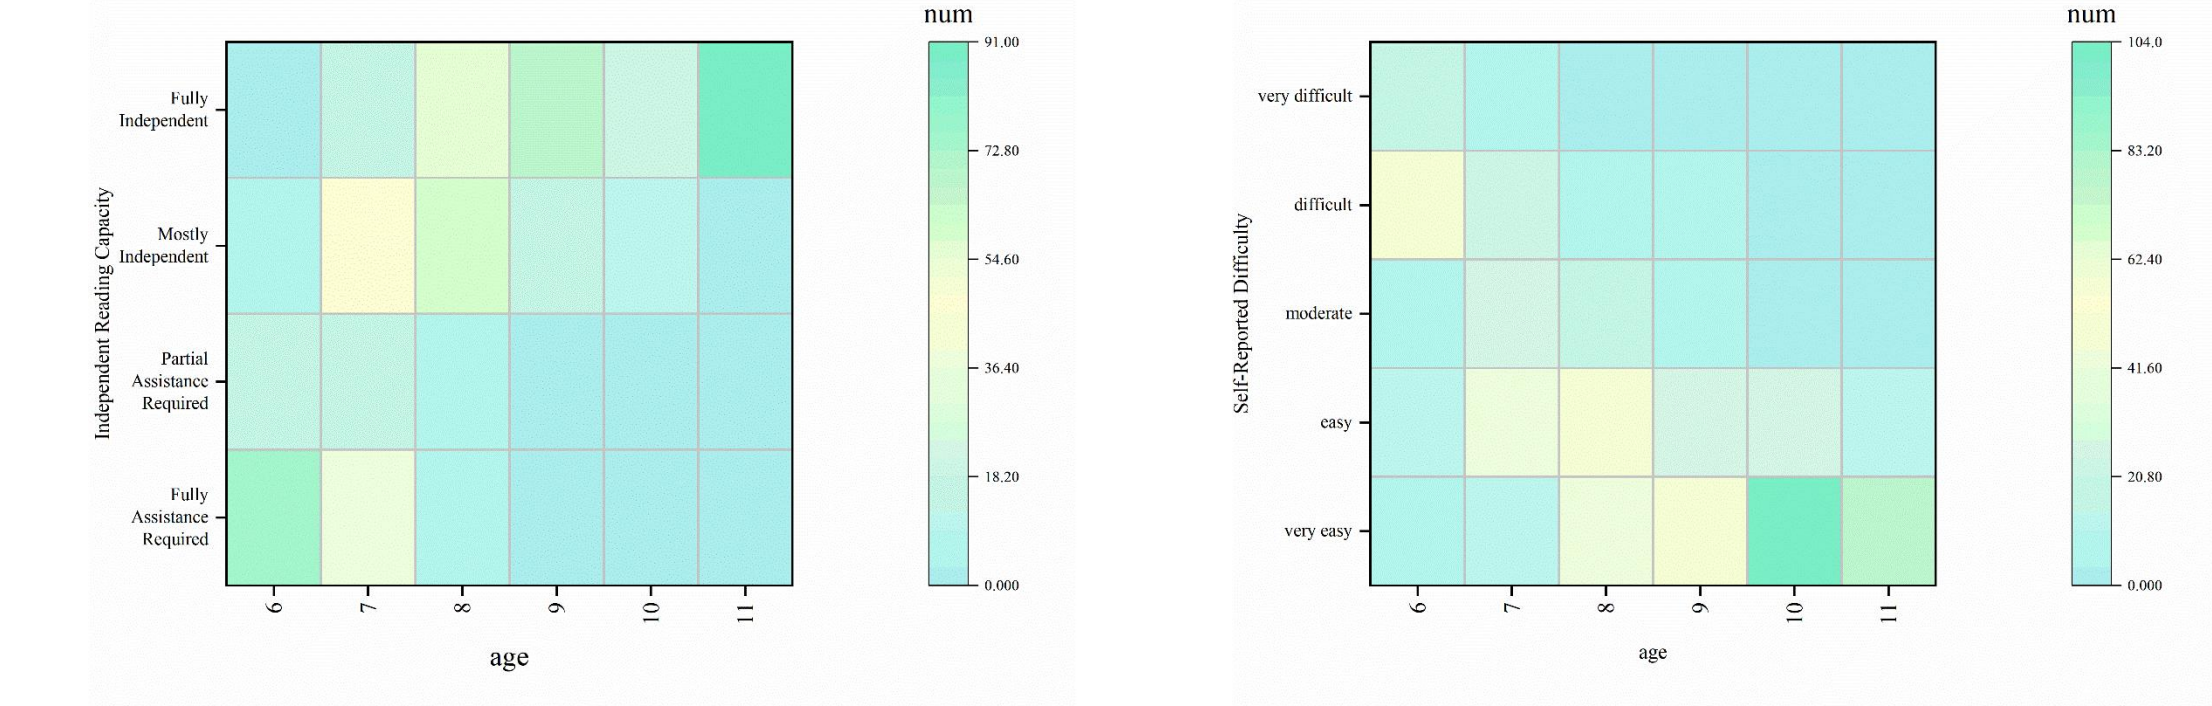 num
91.00
72.80
54.60
36.40
18.20
0.000
Independent Reading Capacity
Fully
Independent
Mostly
Independent
Partial
Assistance
Required
Fully
Assistance
Required
6
7
8
9
10
11
age
num
104.0
83.20
62.40
41.60
20.80
0.000
Self-Reported Difficulty
very difficult
difficult
moderate
easy
very easy
6
7
8
9
10
11
age